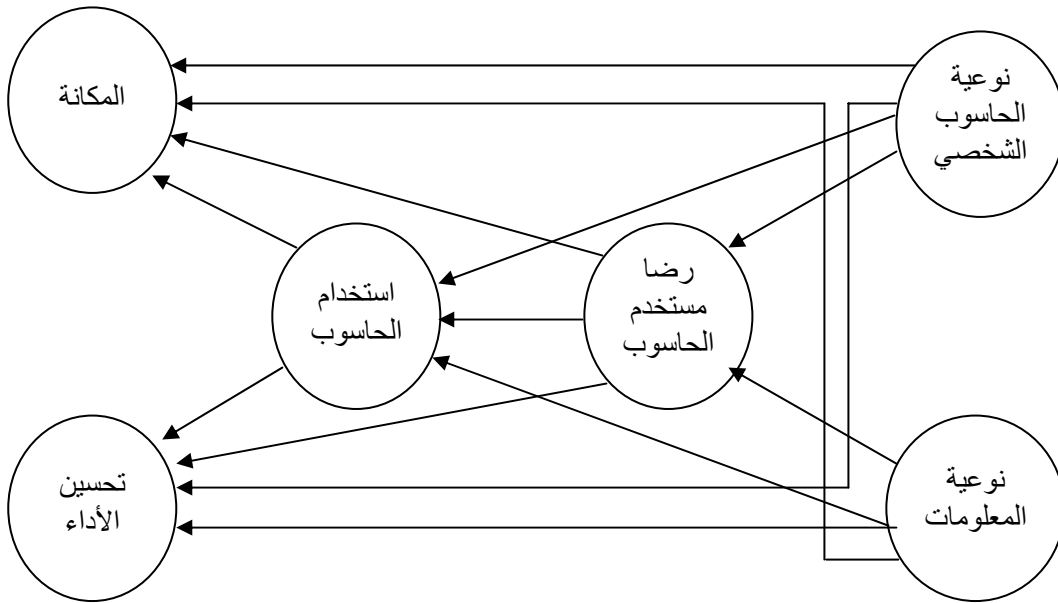 نوعية
الحاسوب
الشخصي
المكانة
رضا
مستخدم
الحاسوب
استخدام
الحاسوب
نوعية
المعلومات
تحسين
الأداء